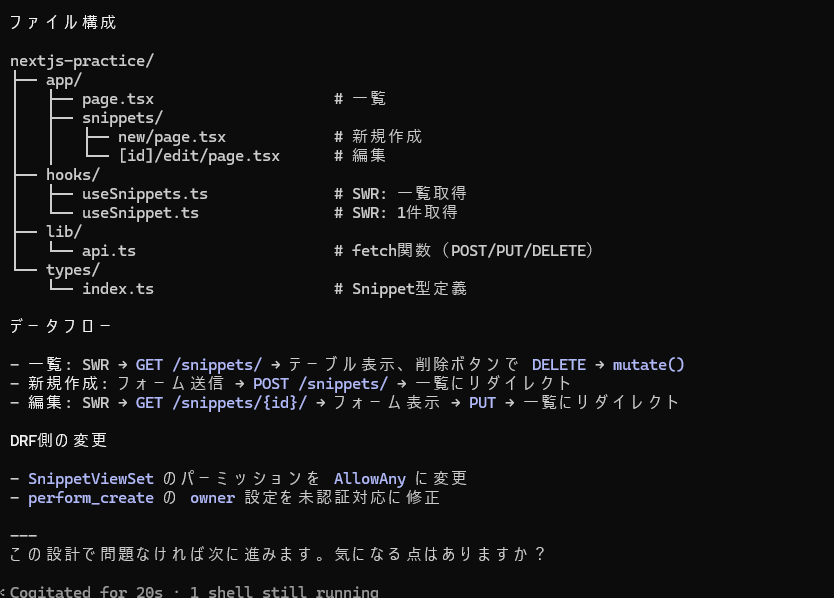 ファイル構成
nextjs-practice/
├── app/
│   ├── page.tsx                    # 一覧
│   ├── snippets/
│   │   ├── new/page.tsx            # 新規作成
│   │   └── [id]/edit/page.tsx      # 編集
├── hooks/
│   ├── useSnippets.ts              # SWR: 一覧取得
│   └── useSnippet.ts               # SWR: 1件取得
├── lib/
│   └── api.ts                      # fetch関数（POST/PUT/DELETE）
└── types/
    └── index.ts                    # Snippet型定義
データフロー
- 一覧: SWR → GET /snippets/ → テーブル表示、削除ボタンで DELETE → mutate()
- 新規作成: フォーム送信 → POST /snippets/ → 一覧にリダイレクト
- 編集: SWR → GET /snippets/{id}/ → フォーム表示 → PUT → 一覧にリダイレクト
DRF側の変更
- SnippetViewSet のパーミッションを AllowAny に変更
- perform_create の owner 設定を未認証対応に修正
---
この設計で問題なければ次に進みます。気になる点はありますか？
Cogitated for 20s · 1 shell still running